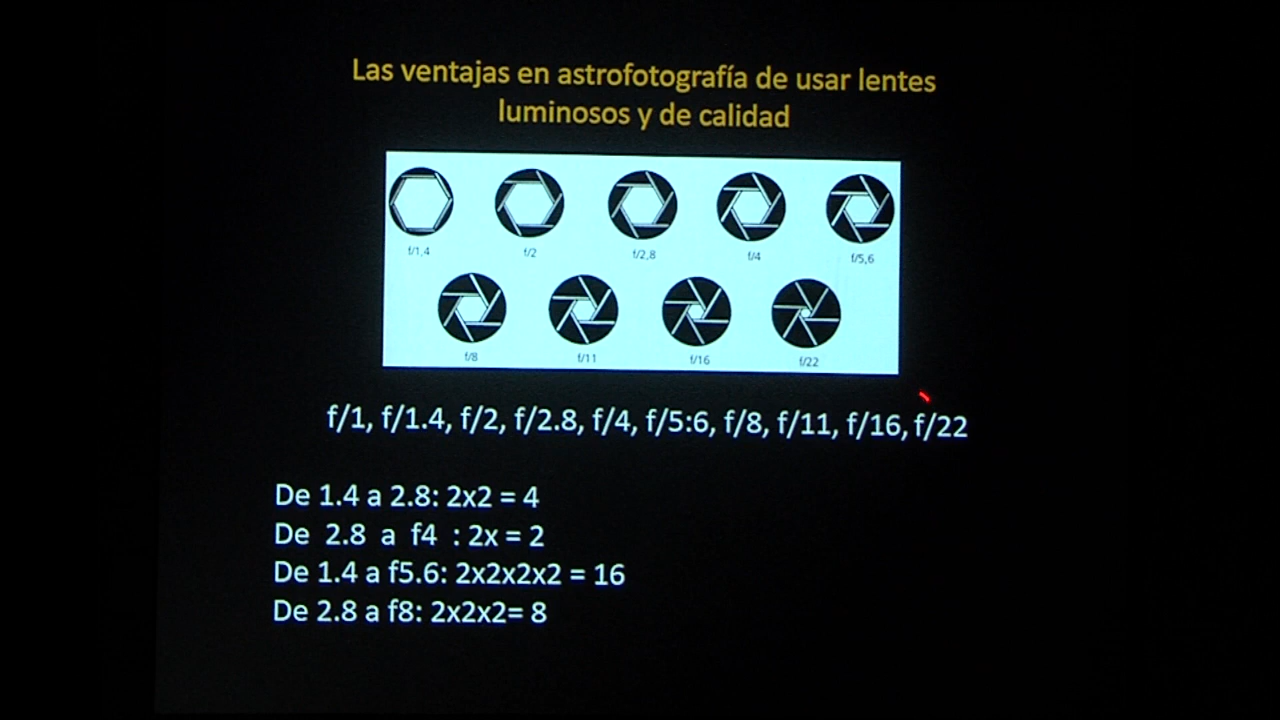 Las ventajas en astrofotografía de usar lentes
luminosos y de calidad
f/1,4 f/2 f/2,8 f/4 f/5,6
f/8 f/11 f/16 f/22
f/1, f/1.4, f/2, f/2.8, f/4, f/5:6, f/8, f/11, f/16, f/22
De 1.4 a 2.8: 2x2 = 4
De 2.8 a f4 : 2x = 2
De 1.4 a f5.6: 2x2x2x2 = 16
De 2.8 a f8: 2x2x2= 8